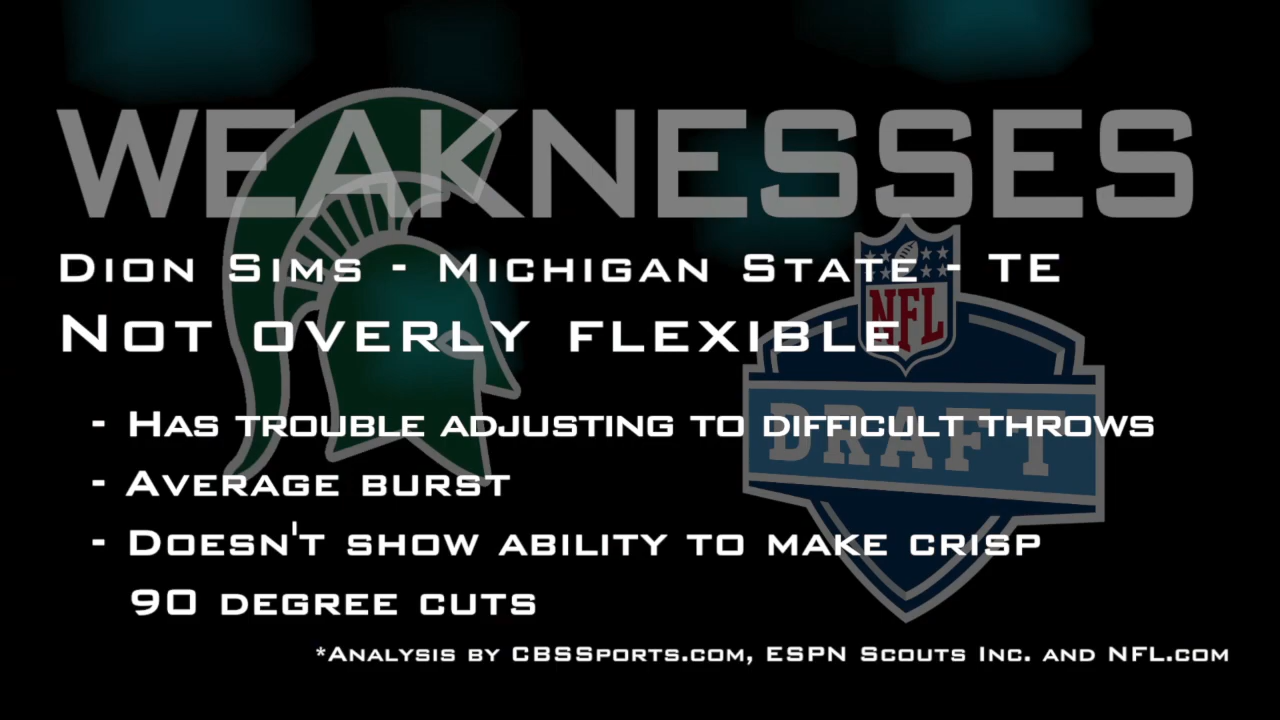 WEAKNESSES
Dion Sims - Michigan State - TE
Not overly flexible
- Has trouble adjusting to difficult throws
- Average burst
- Doesn't show ability to make crisp
90 degree cuts
*Analysis by CBSSports.com, ESPN Scouts Inc. and NFL.com
NFL
DRAFT